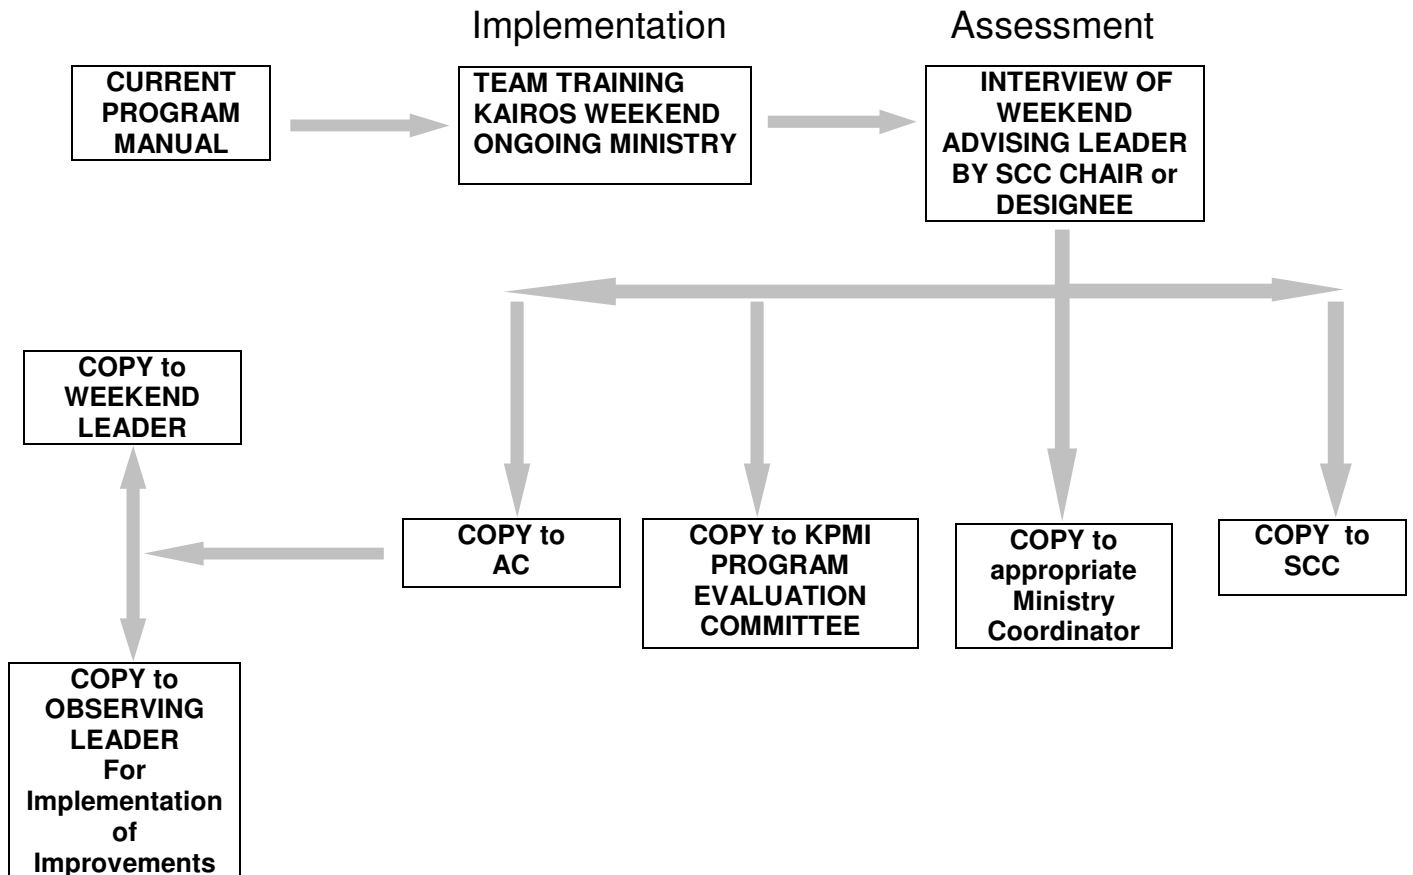 Implementation
Assessment
CURRENT
PROGRAM
MANUAL
TEAM TRAINING
KAIROS WEEKEND
ONGOING MINISTRY
INTERVIEW OF
WEEKEND
ADVISING LEADER
BY SCC CHAIR or
DESIGNEE
COPY to
WEEKEND
LEADER
COPY to
AC
COPY to KPMI
PROGRAM
EVALUATION
COMMITTEE
COPY to
appropriate
Ministry
Coordinator
COPY to
SCC
COPY to
OBSERVING
LEADER
For
Implementation
of
Improvements